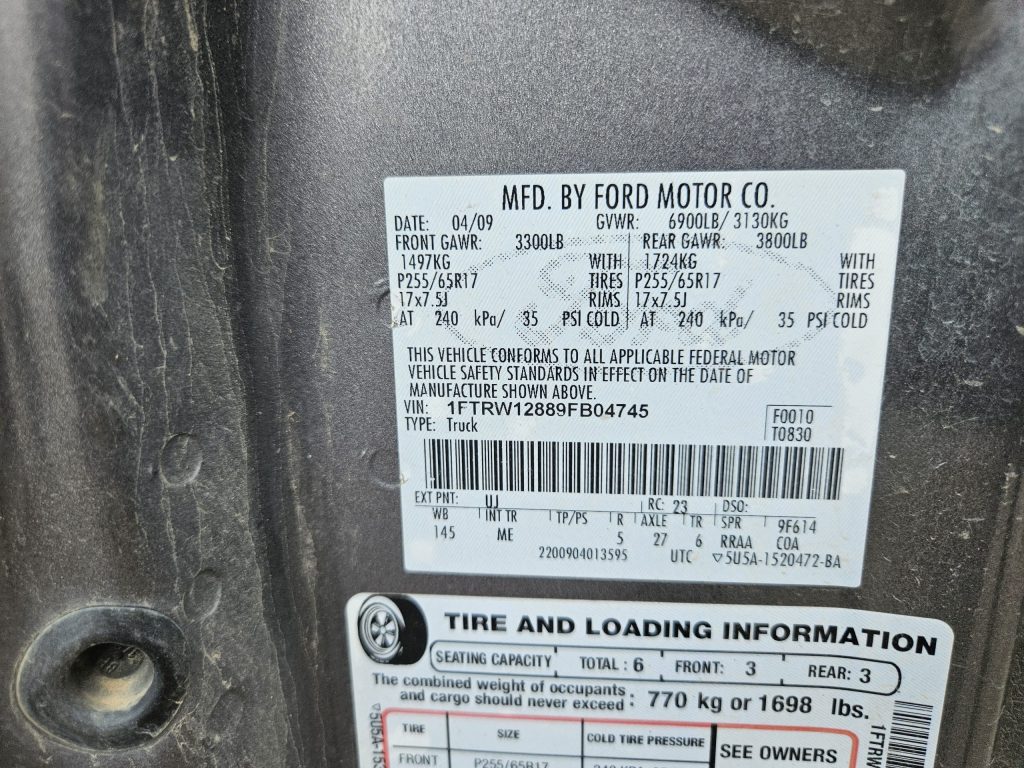 MFD. BY FORD MOTOR CO.
DATE: 04/09 GVWR: 6900LB/ 3130KG
FRONT GAWR: 3300LB REAR GAWR: 3800LB
1497KG WITH 1724KG WITH
P255/65R17 TIRES P255/65R17 TIRES
17x7.5J RIMS 17x7.5J RIMS
AT 240 kPa/ 35 PSI COLD AT 240 kPa/ 35 PSI COLD
THIS VEHICLE CONFORMS TO ALL APPLICABLE FEDERAL MOTOR
VEHICLE SAFETY STANDARDS IN EFFECT ON THE DATE OF
MANUFACTURE SHOWN ABOVE.
VIN: 1FTRW12889FB04745
TYPE: Truck
F0010
T0830
EXT PNT: UJ RC: 23 DSO:
WB INT TR TP/PS R AXLE TR SPR 9F614
145 ME 5 27 6 RRAA COA
2200904013595 UTC ▽5U5A-1520472-BA
TIRE AND LOADING INFORMATION
SEATING CAPACITY TOTAL : 6 FRONT: 3 REAR: 3
The combined weight of occupants
and cargo should never exceed : 770 kg or 1698 lbs.
TIRE SIZE COLD TIRE PRESSURE SEE OWNERS
FRONT P255/65R17
▽5U5A-153
1FTRW